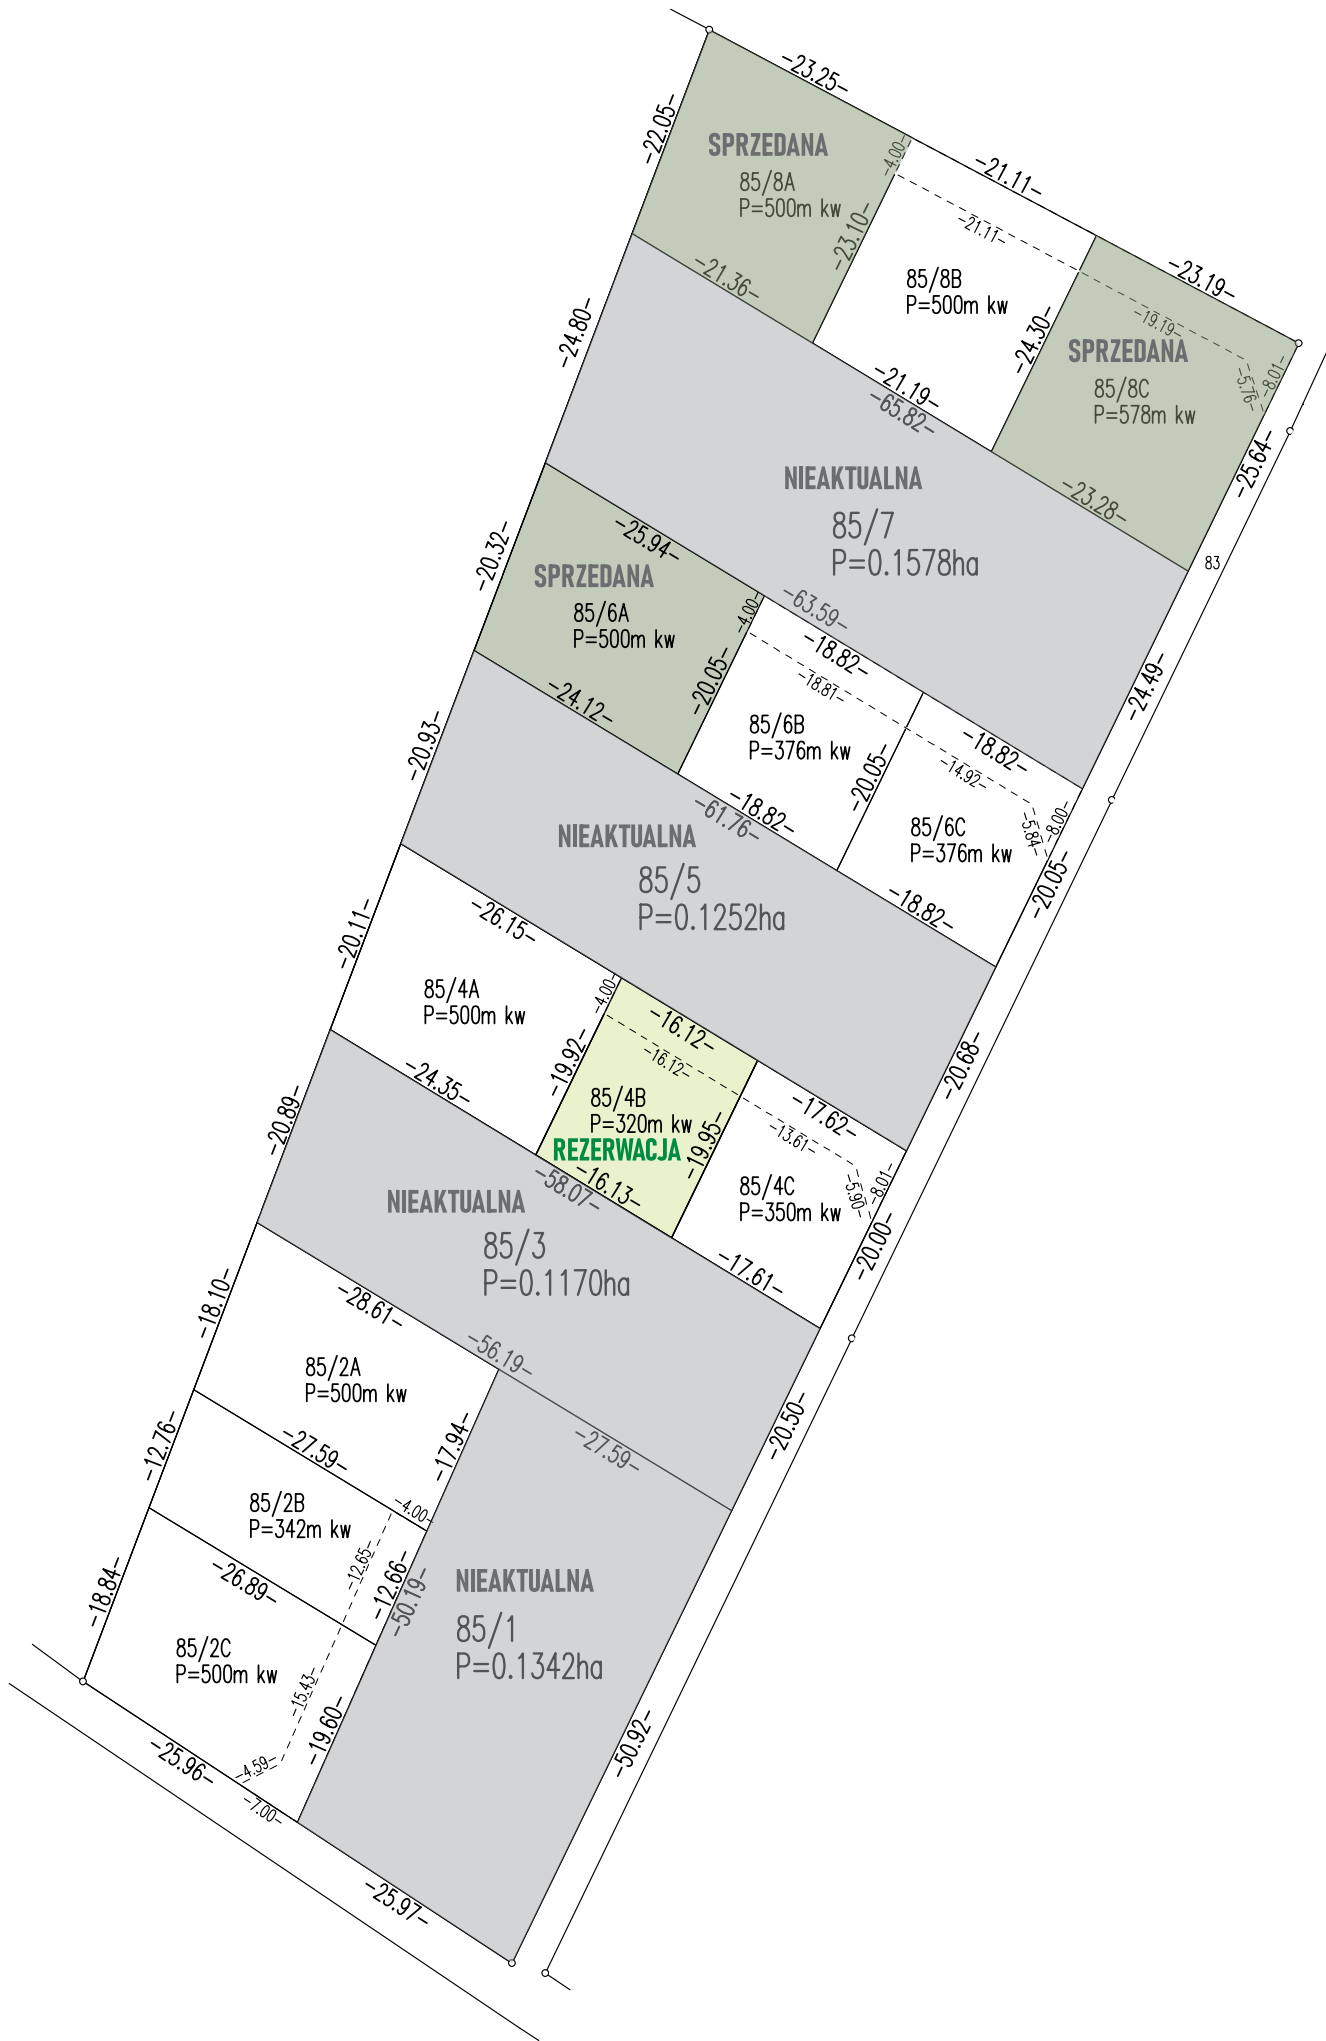 -23.25-
-22.05-
SPRZEDANA
85/8A
P=500m kw
-4.00-
-23.10-
-21.36-
-21.11-
-21.11-
85/8B
P=500m kw
-24.30-
-21.19-
-23.19-
-19.19-
SPRZEDANA
85/8C
P=578m kw
-5.76-
-8.01-
-25.64-
-23.28-
-65.82-
-24.80-
NIEAKTUALNA
85/7
P=0.1578ha
83
-24.49-
-63.59-
-25.94-
-20.32-
SPRZEDANA
85/6A
P=500m kw
-4.00-
-20.05-
-24.12-
-18.82-
-18.81-
85/6B
P=376m kw
-20.05-
-18.82-
-18.82-
-14.92-
85/6C
P=376m kw
-5.84-
-8.00-
-20.05-
-18.82-
-61.76-
-20.93-
NIEAKTUALNA
85/5
P=0.1252ha
-20.68-
-26.15-
-20.11-
85/4A
P=500m kw
-4.00-
-19.92-
-24.35-
-16.12-
-16.12-
85/4B
P=320m kw
REZERWACJA
-19.95-
-16.13-
-17.62-
-13.61-
85/4C
P=350m kw
-5.90-
-8.01-
-20.00-
-17.61-
-58.07-
-20.89-
NIEAKTUALNA
85/3
P=0.1170ha
-20.50-
-56.19-
-28.61-
-18.10-
85/2A
P=500m kw
-17.94-
-27.59-
-27.59-
-12.76-
85/2B
P=342m kw
-4.00-
-12.65-
-12.66-
-50.19-
-26.89-
-18.84-
85/2C
P=500m kw
-15.43-
-19.60-
-4.59-
-7.00-
-25.96-
NIEAKTUALNA
85/1
P=0.1342ha
-50.92-
-25.97-